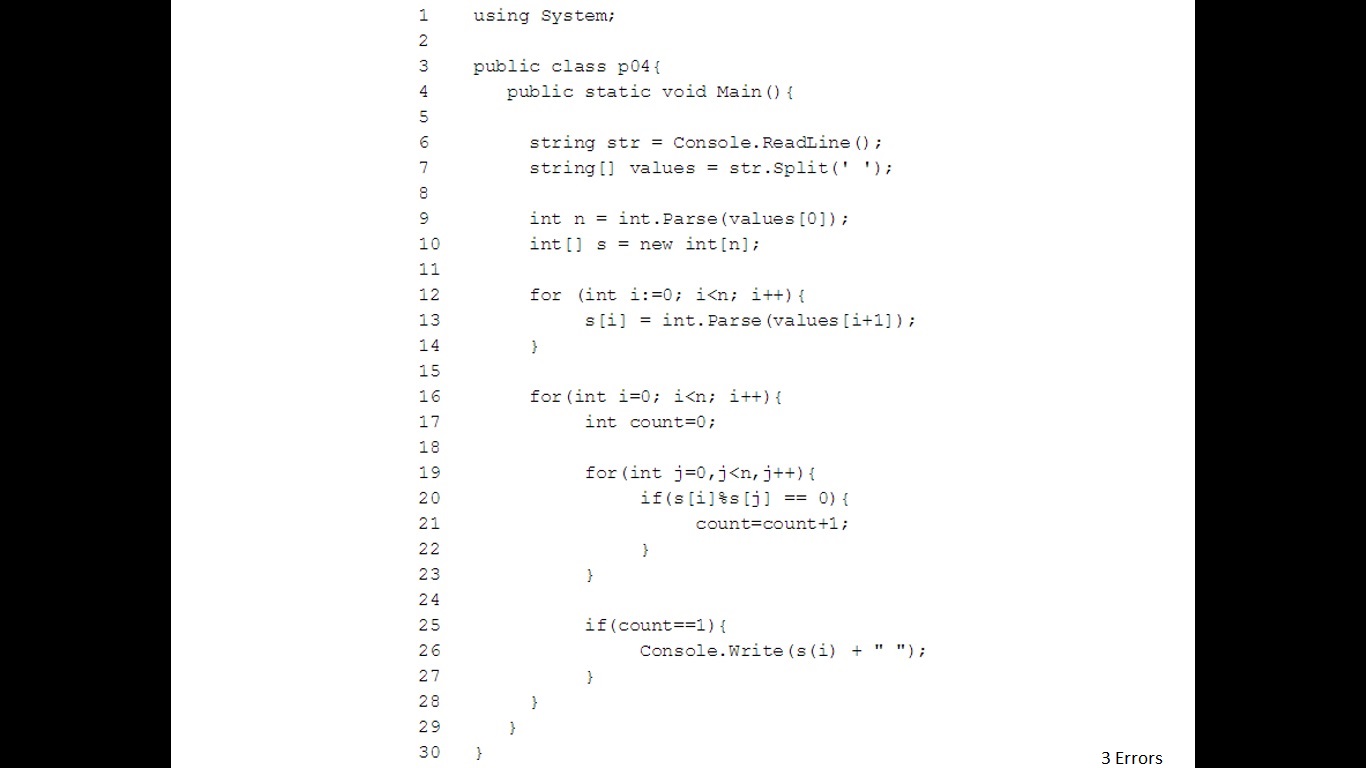 1 using System;
2
3 public class p04{
4 public static void Main(){
5
6 string str = Console.ReadLine();
7 string[] values = str.Split(' ');
8
9 int n = int.Parse(values[0]);
10 int[] s = new int[n];
11
12 for (int i:=0; i<n; i++){
13 s[i] = int.Parse(values[i+1]);
14 }
15
16 for(int i=0; i<n; i++){
17 int count=0;
18
19 for(int j=0,j<n,j++){
20 if(s[i]%s[j] == 0){
21 count=count+1;
22 }
23 }
24
25 if(count==1){
26 Console.Write(s(i) + " ");
27 }
28 }
29 }
30 }
3 Errors